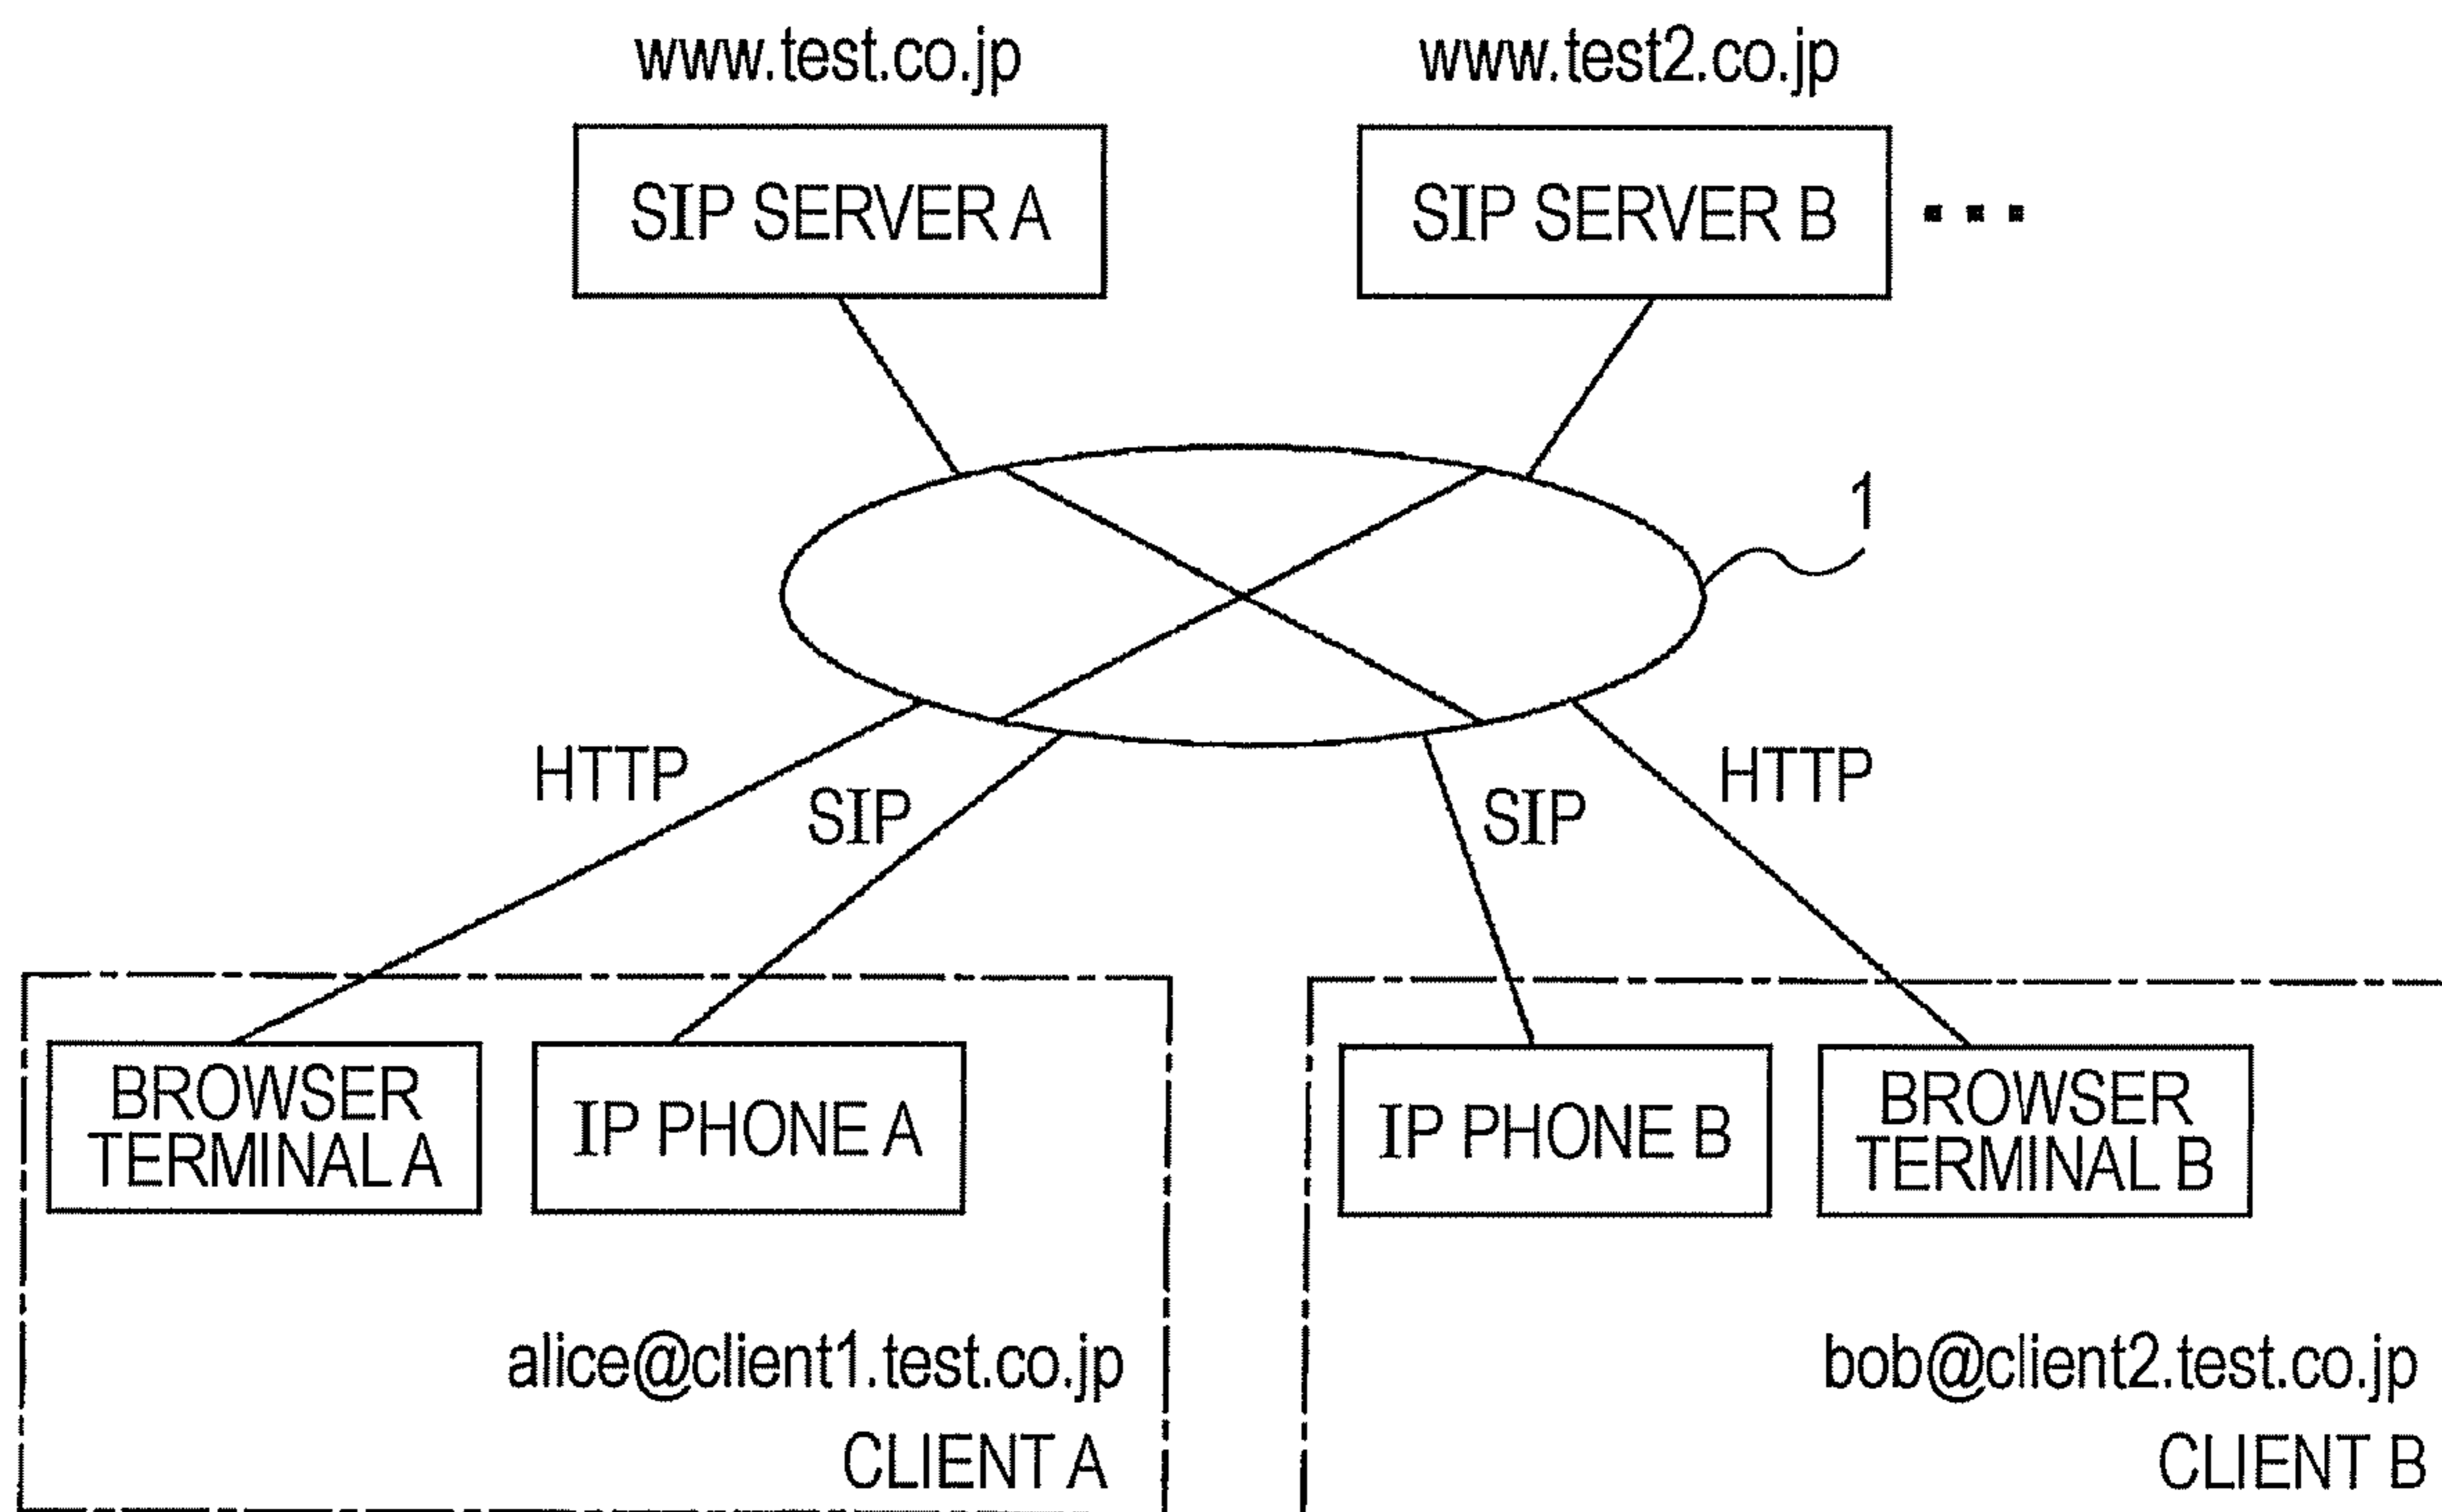 www.test.co.jp
www.test2.co.jp
SIP SERVER A
SIP SERVER B
1
HTTP
SIP
SIP
HTTP
BROWSER
TERMINAL A
IP PHONE A
IP PHONE B
BROWSER
TERMINAL B
alice@client1.test.co.jp
CLIENT A
bob@client2.test.co.jp
CLIENT B